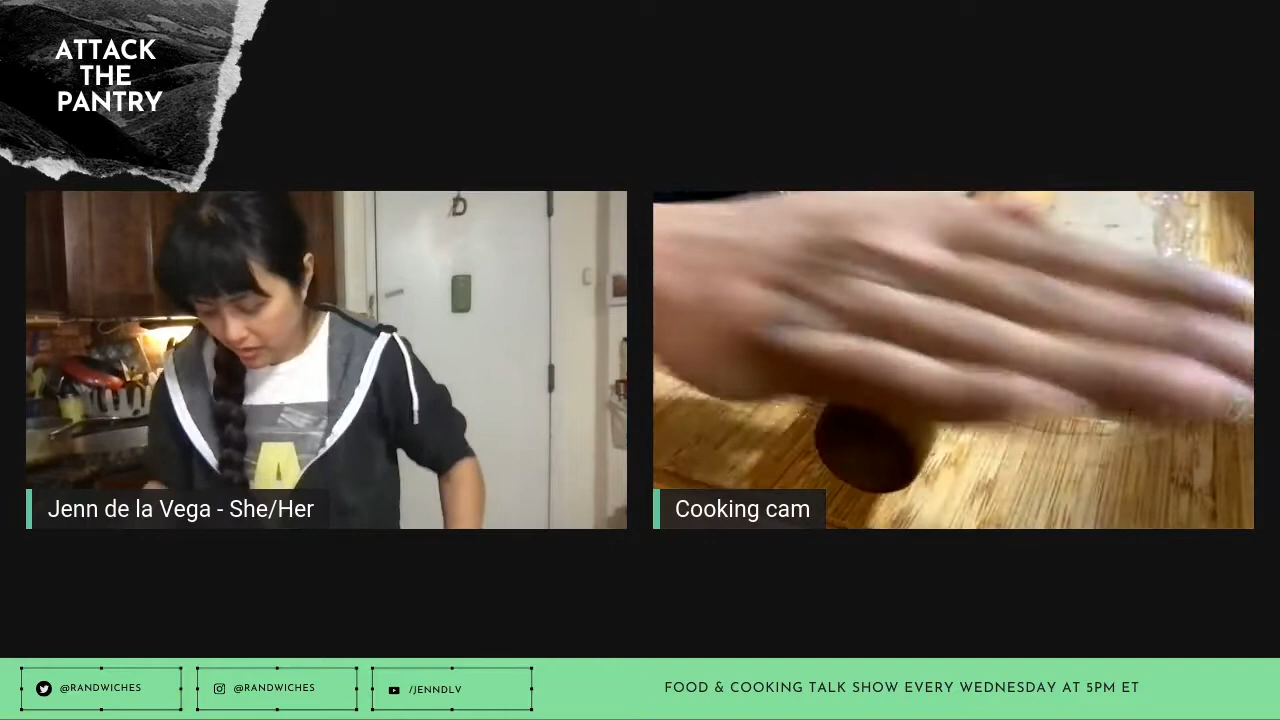 ATTACK
THE
PANTRY
D
A
Jenn de la Vega - She/Her
Cooking cam
@RANDWICHES
@RANDWICHES
/JENNDLV
FOOD & COOKING TALK SHOW EVERY WEDNESDAY AT 5PM ET